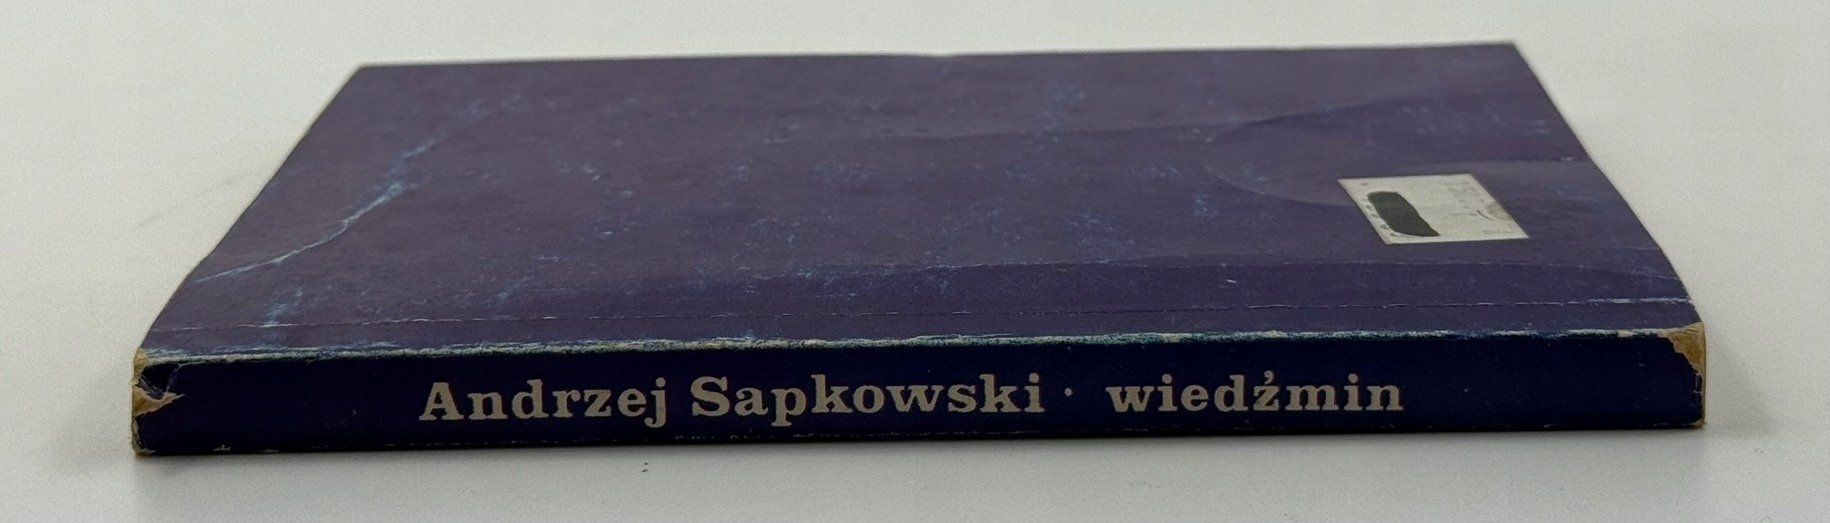 Andrzej Sapkowski · wiedźmin